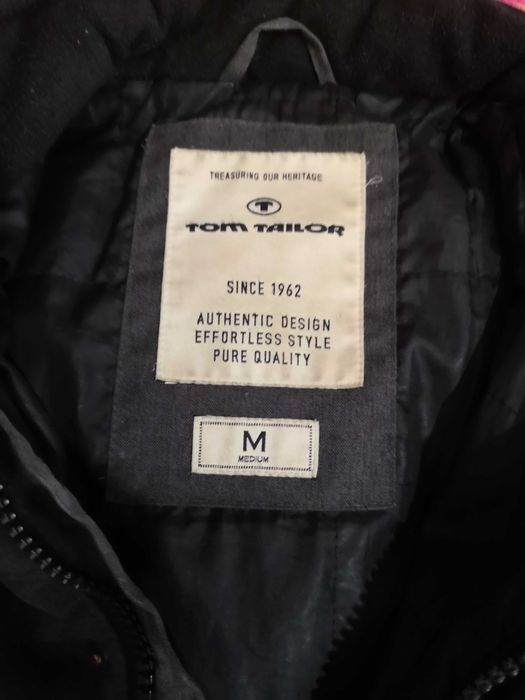 TREASURING OUR HERITAGE
T
TOM TAILOR
SINCE 1962
AUTHENTIC DESIGN
EFFORTLESS STYLE
PURE QUALITY
M
MEDIUM